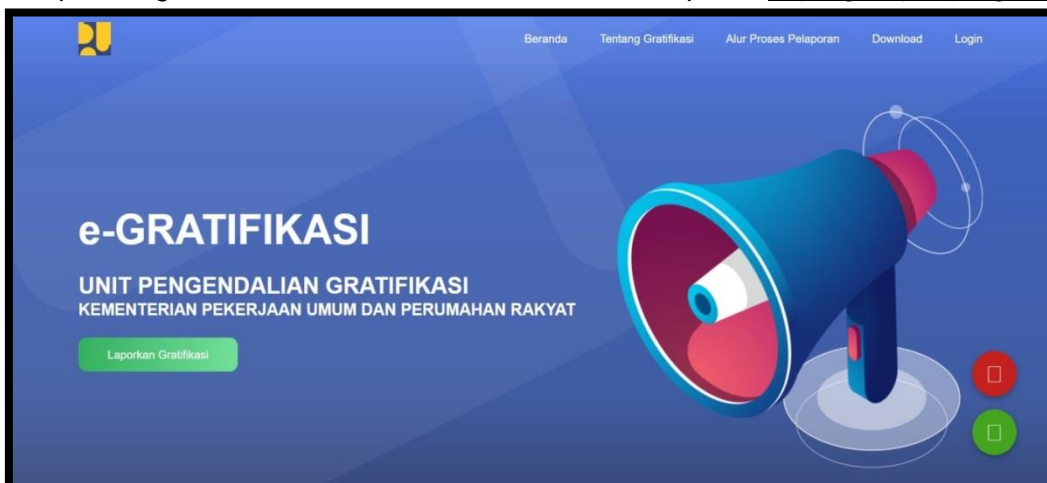 Beranda Tentang Gratifikasi Alur Proses Pelaporan Download Login
e-GRATIFIKASI
UNIT PENGENDALIAN GRATIFIKASI
KEMENTERIAN PEKERJAAN UMUM DAN PERUMAHAN RAKYAT
Laporkan Gratifikasi